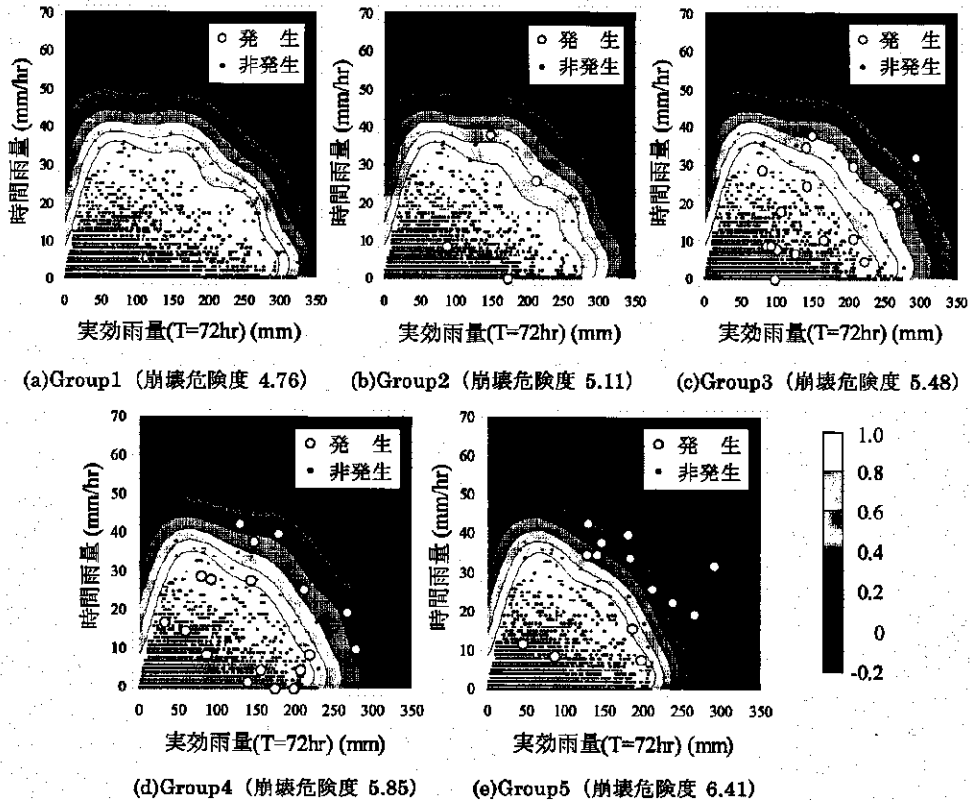 70
60
50
40
30
20
10
0
時間雨量 (mm/hr)
○ 発 生
・ 非発生
0 50 100 150 200 250 300 350
実効雨量(T=72hr) (mm)
(a)Group1 (崩壊危険度 4.76)
70
60
50
40
30
20
10
0
時間雨量 (mm/hr)
○ 発 生
・ 非発生
0 50 100 150 200 250 300 350
実効雨量(T=72hr) (mm)
(b)Group2 (崩壊危険度 5.11)
70
60
50
40
30
20
10
0
時間雨量 (mm/hr)
○ 発 生
・ 非発生
0 50 100 150 200 250 300 350
実効雨量(T=72hr) (mm)
(c)Group3 (崩壊危険度 5.48)
70
60
50
40
30
20
10
0
時間雨量 (mm/hr)
○ 発 生
・ 非発生
0 50 100 150 200 250 300 350
実効雨量(T=72hr) (mm)
(d)Group4 (崩壊危険度 5.85)
70
60
50
40
30
20
10
0
時間雨量 (mm/hr)
○ 発 生
・ 非発生
0 50 100 150 200 250 300 350
実効雨量(T=72hr) (mm)
(e)Group5 (崩壊危険度 6.41)
1.0
0.8
0.6
0.4
0.2
0
-0.2